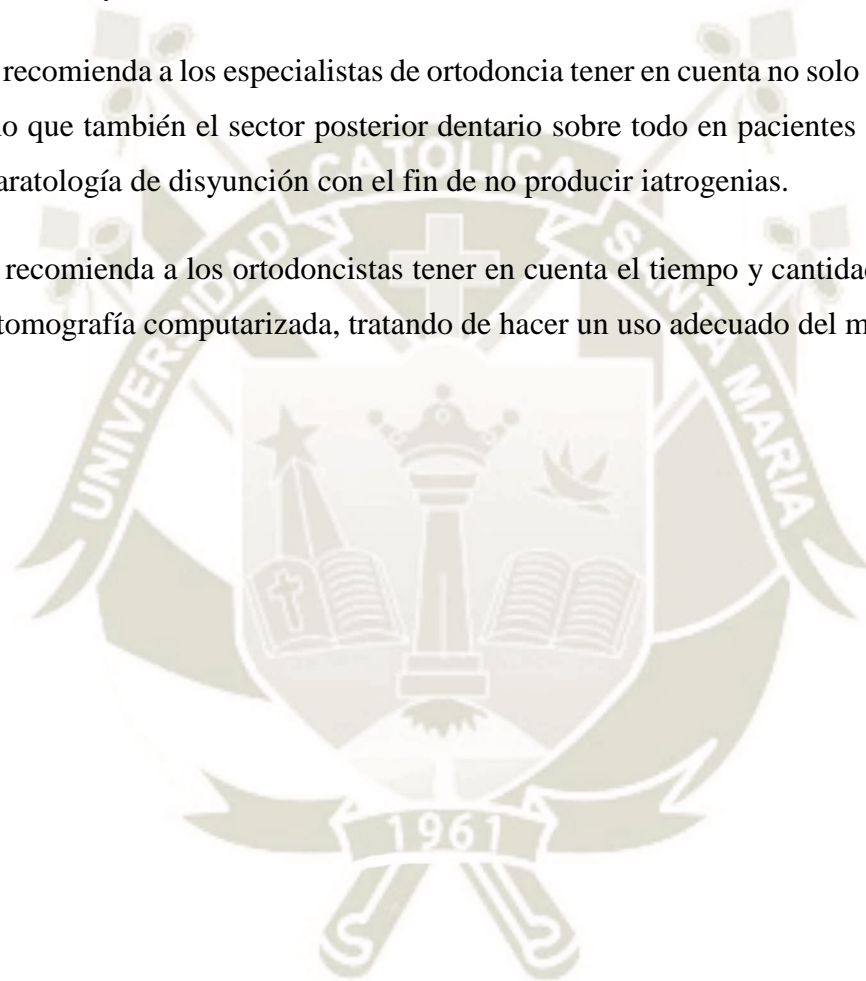 recomienda a los especialistas de ortodoncia tener en cuenta no solo
que también el sector posterior dentario sobre todo en pacientes
de disyunción con el fin de no producir iatrogenias.
recomienda a los ortodoncistas tener en cuenta el tiempo y
tomografía computarizada, tratando de hacer un uso adecuado del
UNIVERSIDAD CATOLICA SANTA MARIA
1961